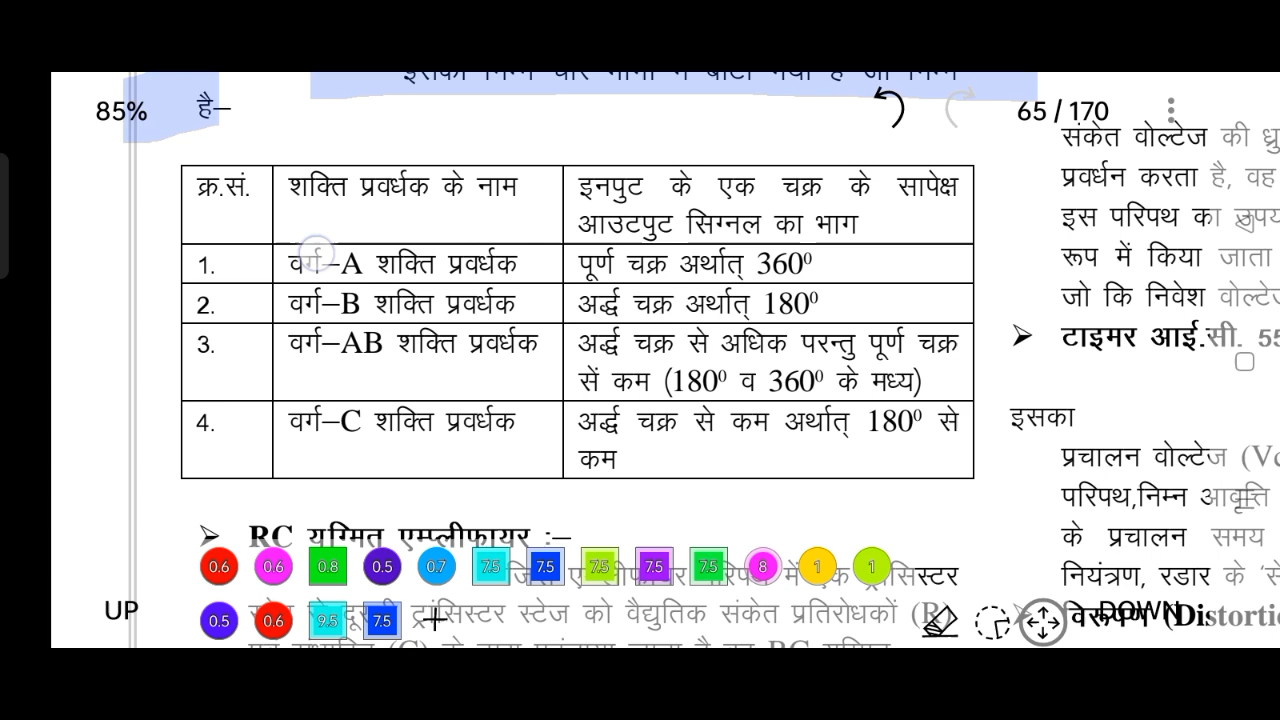 85%
है–
65 / 170
क्र.सं. शक्ति प्रवर्धक के नाम इनपुट के एक चक्र के सापेक्ष
आउटपुट सिग्नल का भाग
1. वर्ग–A शक्ति प्रवर्धक पूर्ण चक्र अर्थात् 360⁰
2. वर्ग–B शक्ति प्रवर्धक अर्द्ध चक्र अर्थात् 180⁰
3. वर्ग–AB शक्ति प्रवर्धक अर्द्ध चक्र से अधिक परन्तु पूर्ण चक्र
सें कम (180⁰ व 360⁰ के मध्य)
4. वर्ग–C शक्ति प्रवर्धक अर्द्ध चक्र से कम अर्थात् 180⁰ से
कम
➢ RC युग्मित एम्प्लीफायर :–
ट्रांसिस्टर स्टेज को वैद्युतिक संकेत प्रतिरोधकों (R)
संकेत वोल्टेज की
प्रवर्धन करता है, वह
इस परिपथ का
रूप में किया जाता
जो कि निवेश
➢ टाइमर आई.सी. 55
इसका
प्रचालन वोल्टेज
परिपथ,निम्न आवृत्ति
के प्रचालन समय
नियंत्रण, रडार के
विरूपण
0.6 0.6 0.8 0.5 0.7 7.5 7.5 7.5 7.5 7.5 8 1 1
UP 0.5 0.6 9.5 7.5 + DOWN